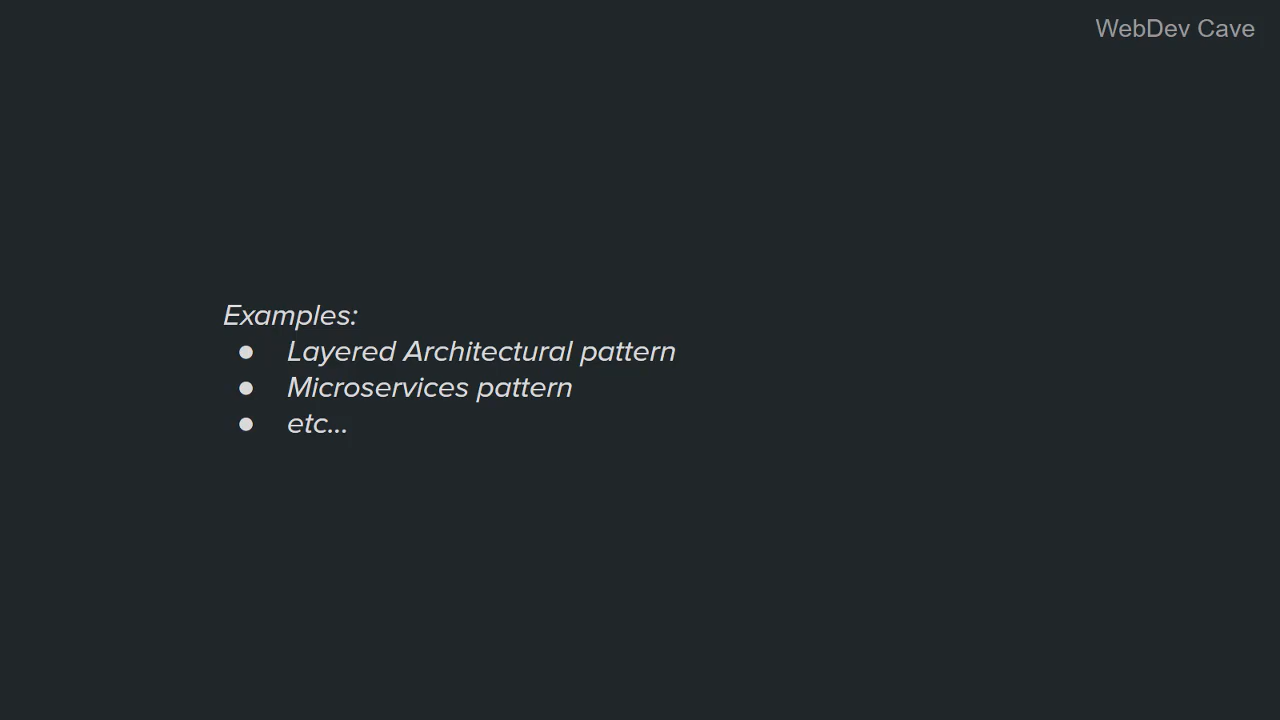 WebDev Cave
Examples:
● Layered Architectural pattern
● Microservices pattern
● etc...